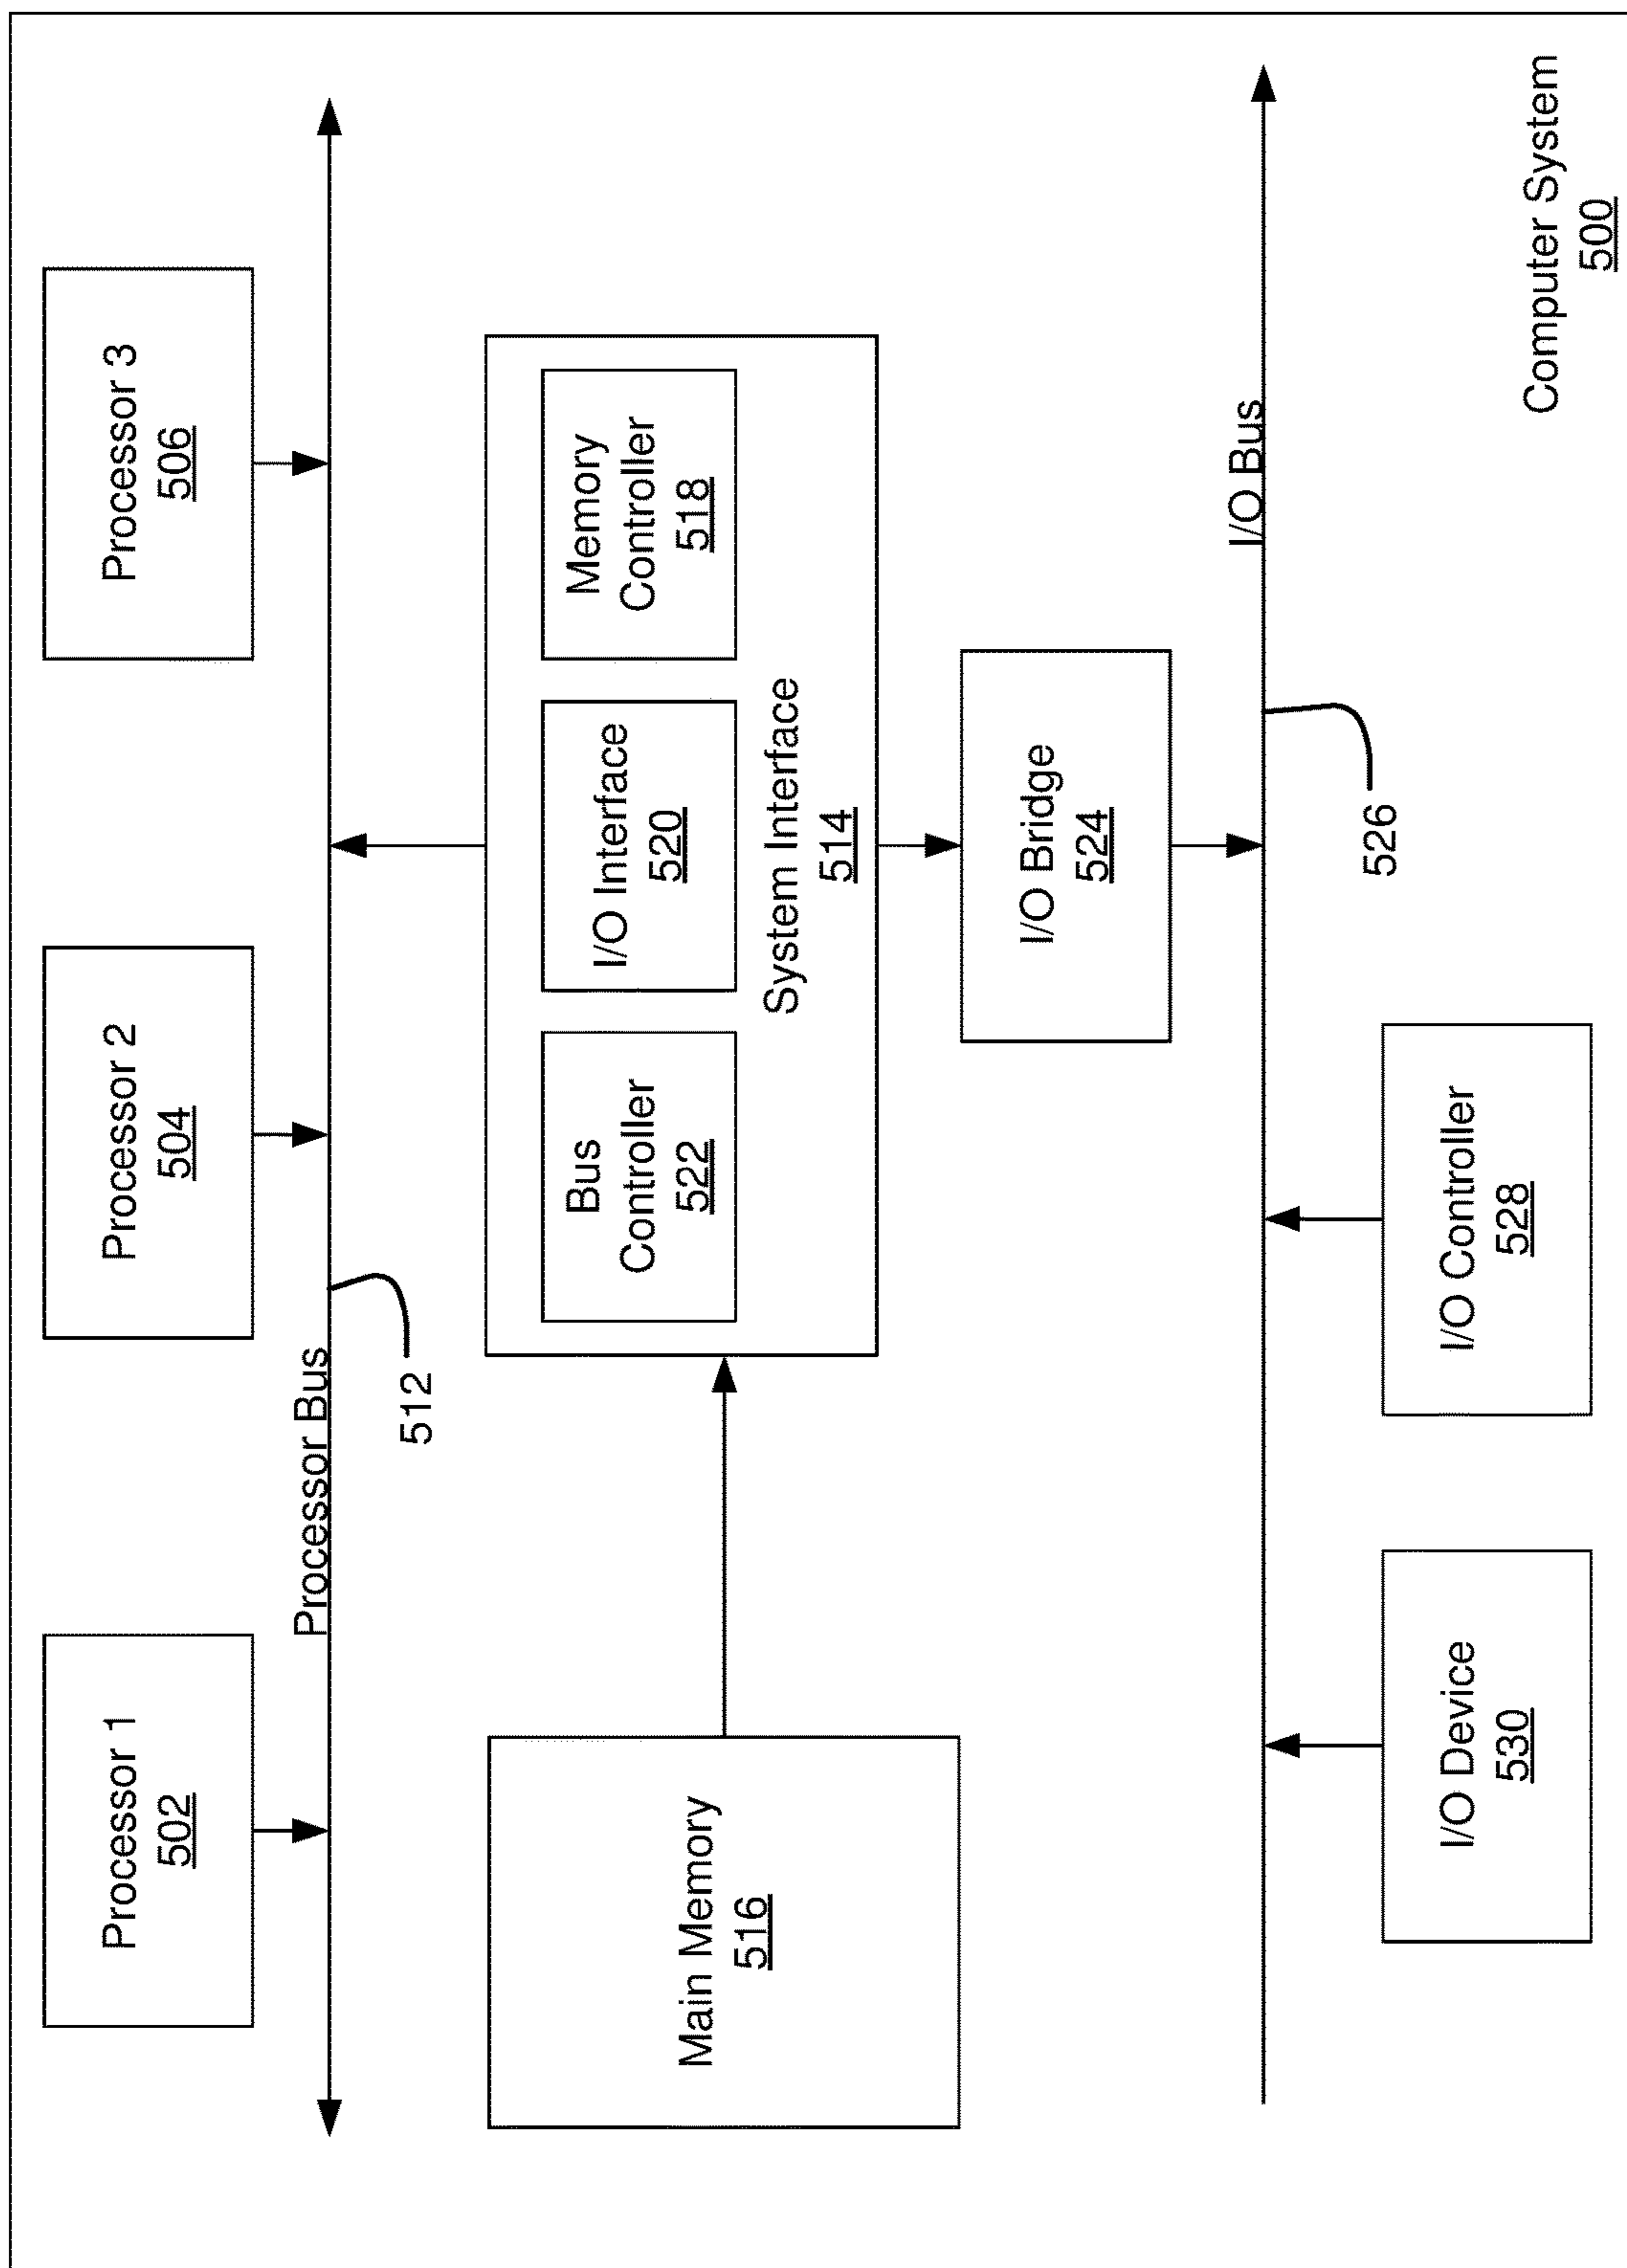 Processor 1
502
Processor 2
504
Processor 3
506
Processor Bus
512
Main Memory
516
Bus
Controller
522
I/O Interface
520
Memory
Controller
518
System Interface
514
I/O Bridge
524
I/O Bus
526
I/O Device
530
I/O Controller
528
Computer System
500